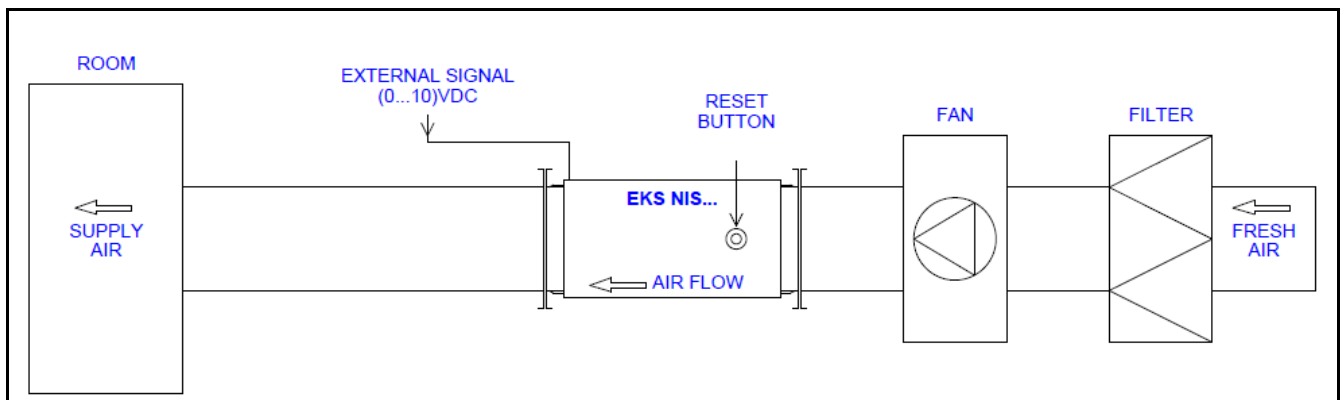 ROOM
EXTERNAL SIGNAL
(0...10)VDC
RESET
BUTTON
FAN
FILTER
EKS NIS...
SUPPLY
AIR
AIR FLOW
FRESH
AIR